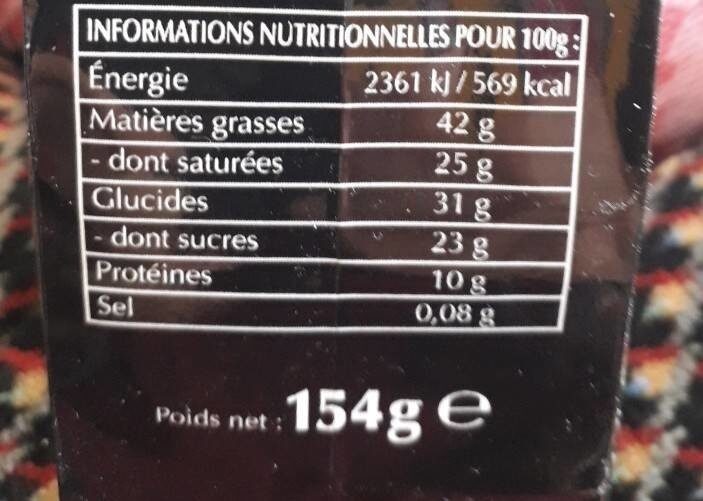 INFORMATIONS NUTRITIONNELLES POUR 100g :
Énergie 2361 kJ / 569 kcal
Matières grasses 42 g
- dont saturées 25 g
Glucides 31 g
- dont sucres 23 g
Protéines 10 g
Sel 0,08 g
Poids net : 154g e